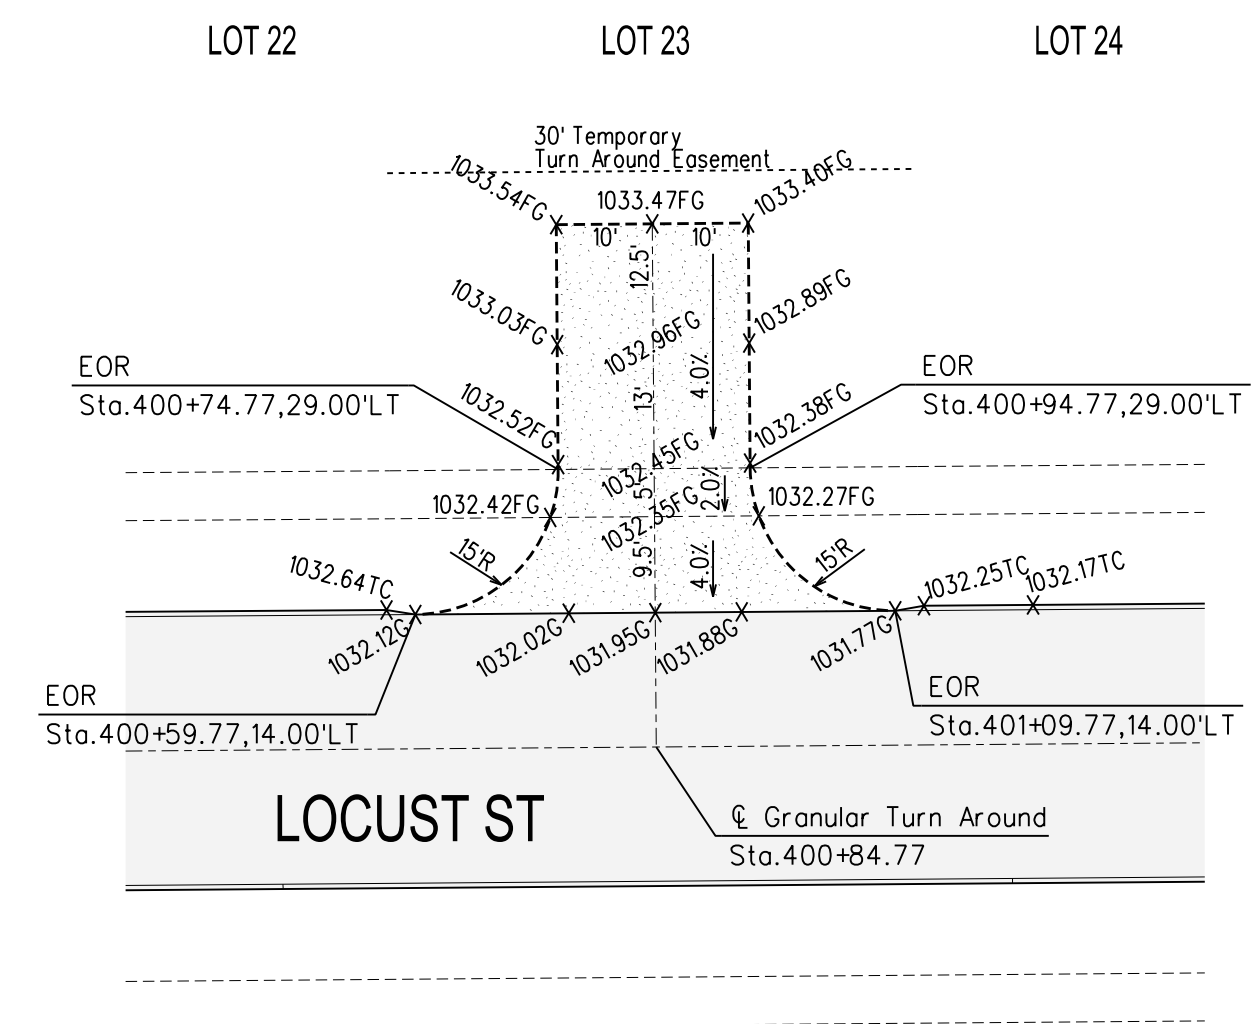 LOT 22
LOT 23
LOT 24
30' Temporary
Turn Around Easement
1033.54FG
1033.47FG
1033.40FG
10'
10'
12.5'
1033.03FG
1032.96FG
1032.89FG
EOR
Sta.400+74.77,29.00'LT
EOR
Sta.400+94.77,29.00'LT
4.0%
13'
1032.52FG
1032.45FG
1032.38FG
2.0%
5'
1032.42FG
1032.35FG
1032.27FG
15'R
9.5'
4.0%
15'R
1032.64TC
1032.25TC
1032.17TC
1032.12G
1032.02G
1031.95G
1031.88G
1031.77G
EOR
Sta.400+59.77,14.00'LT
EOR
Sta.401+09.77,14.00'LT
LOCUST ST
℄ Granular Turn Around
Sta.400+84.77